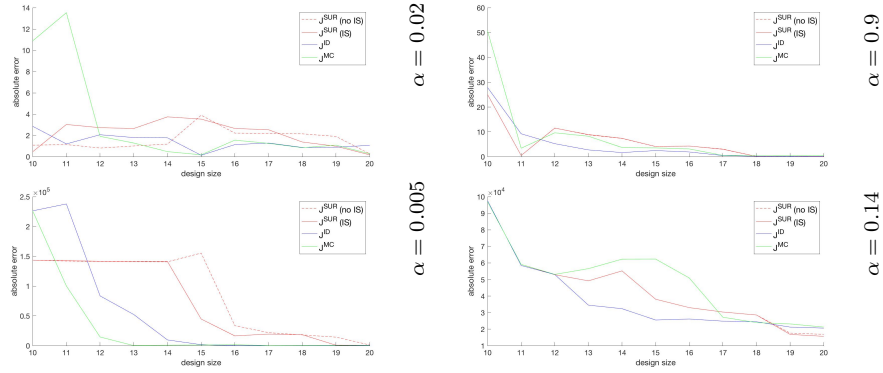 14
12
10
8
6
4
2
0
absolute error
10 11 12 13 14 15 16 17 18 19 20
design size
J^SUR (no IS)
J^SUR (IS)
J^ID
J^MC
α = 0.02
60
50
40
30
20
10
0
absolute error
10 11 12 13 14 15 16 17 18 19 20
design size
J^SUR (no IS)
J^SUR (IS)
J^ID
J^MC
α = 0.9
×10^5
2.5
2
1.5
1
0.5
0
absolute error
10 11 12 13 14 15 16 17 18 19 20
design size
J^SUR (no IS)
J^SUR (IS)
J^ID
J^MC
α = 0.005
×10^4
10
9
8
7
6
5
4
3
2
1
absolute error
10 11 12 13 14 15 16 17 18 19 20
design size
J^SUR (no IS)
J^SUR (IS)
J^ID
J^MC
α = 0.14